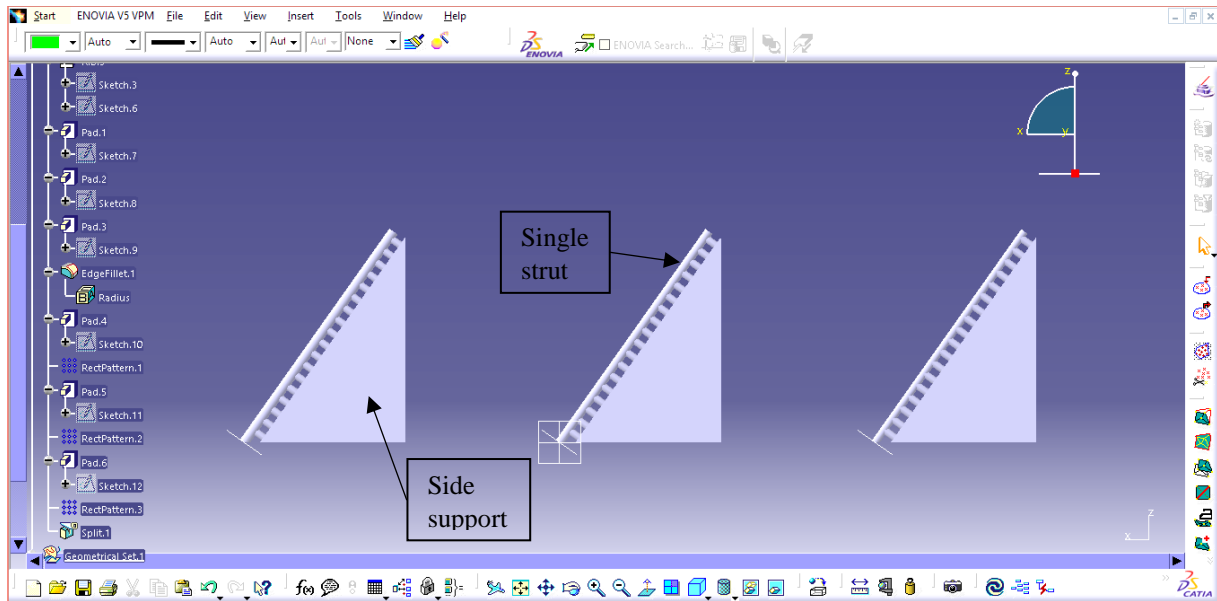 Start ENOVIA V5 VPM File Edit View Insert Tools Window Help
Auto Auto Aut Aut None ENOVIA ENOVIA Search...
Sketch.3
Sketch.6
Pad.1
Sketch.7
Pad.2
Sketch.8
Pad.3
Sketch.9
EdgeFillet.1
Radius
Pad.4
Sketch.10
RectPattern.1
Pad.5
Sketch.11
RectPattern.2
Pad.6
Sketch.12
RectPattern.3
Split.1
Geometrical Set.1
z
x y
Single
strut
Side
support
z
x
f(x)
CATIA